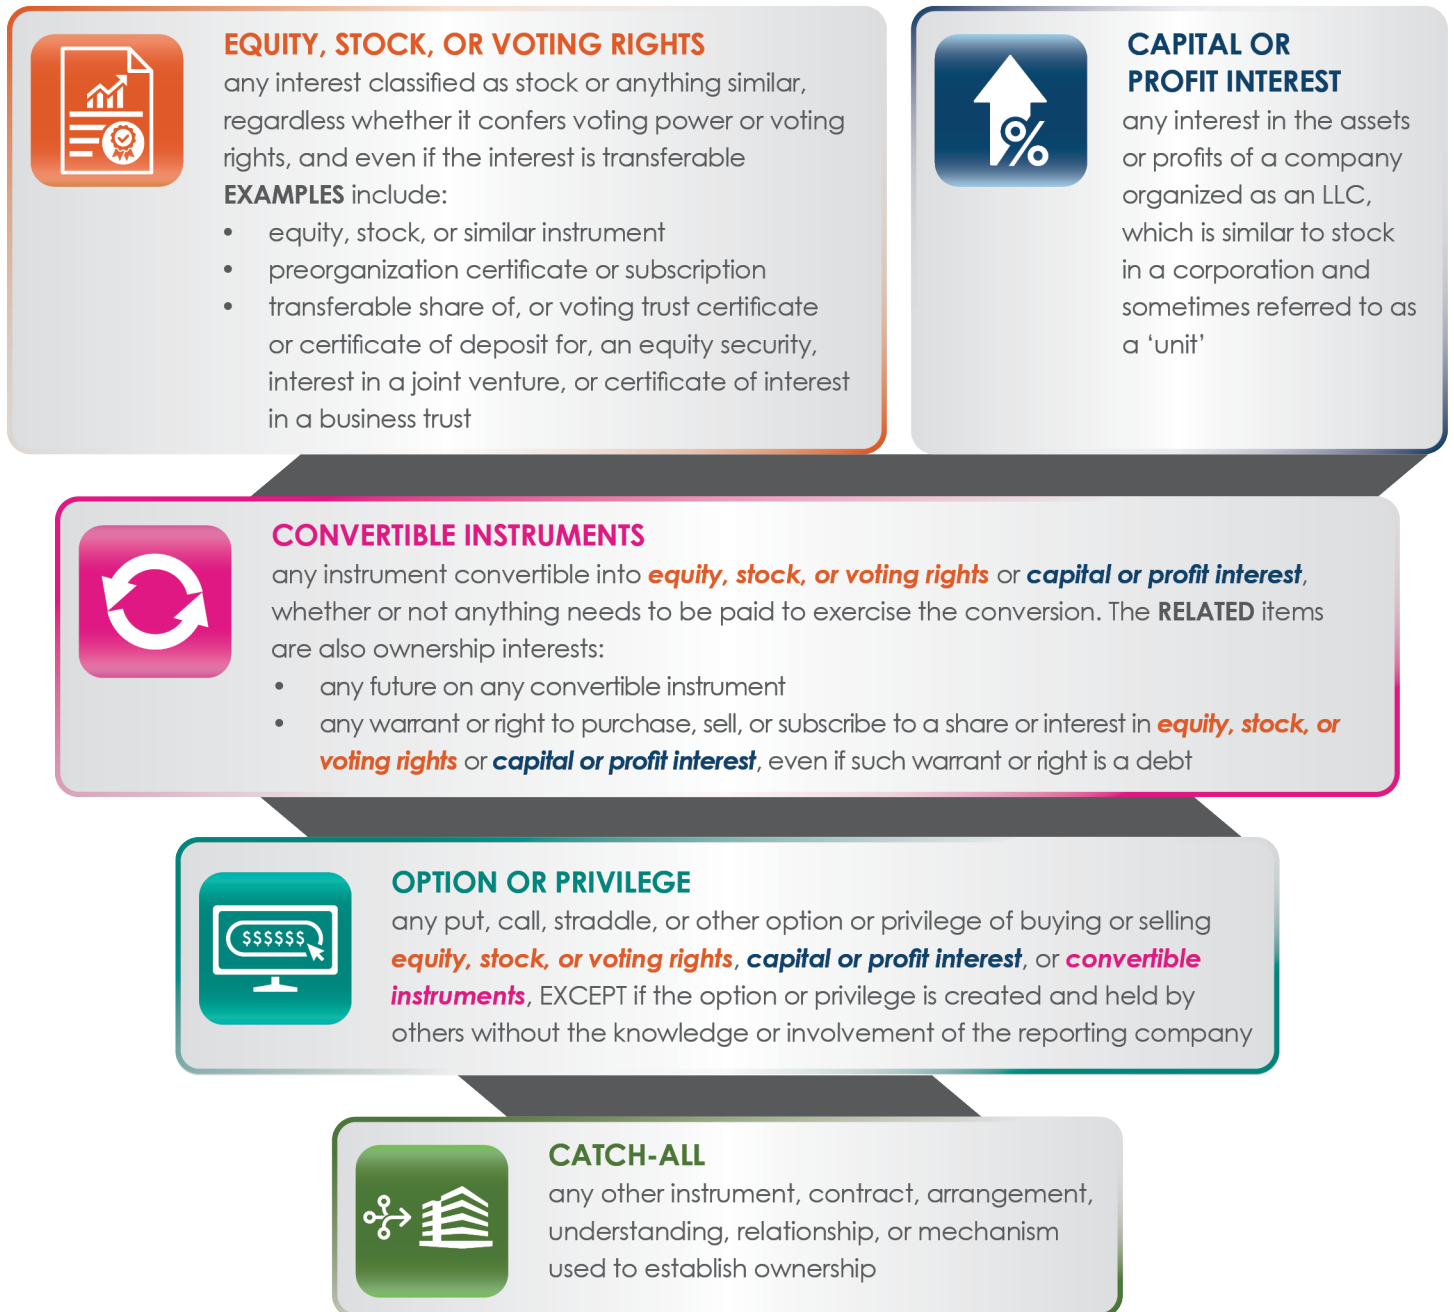 EQUITY, STOCK, OR VOTING RIGHTS
any interest classified as stock or anything similar,
regardless whether it confers voting power or voting
rights, and even if the interest is transferable
EXAMPLES include:
• equity, stock, or similar instrument
• preorganization certificate or subscription
• transferable share of, or voting trust certificate
or certificate of deposit for, an equity security,
interest in a joint venture, or certificate of interest
in a business trust
%
CAPITAL OR
PROFIT INTEREST
any interest in the assets
or profits of a company
organized as an LLC,
which is similar to stock
in a corporation and
sometimes referred to as
a ‘unit’
CONVERTIBLE INSTRUMENTS
any instrument convertible into equity, stock, or voting rights or capital or profit interest,
whether or not anything needs to be paid to exercise the conversion. The RELATED items
are also ownership interests:
• any future on any convertible instrument
• any warrant or right to purchase, sell, or subscribe to a share or interest in equity, stock, or
voting rights or capital or profit interest, even if such warrant or right is a debt
$$$$$$
OPTION OR PRIVILEGE
any put, call, straddle, or other option or privilege of buying or selling
equity, stock, or voting rights, capital or profit interest, or convertible
instruments, EXCEPT if the option or privilege is created and held by
others without the knowledge or involvement of the reporting company
CATCH-ALL
any other instrument, contract, arrangement,
understanding, relationship, or mechanism
used to establish ownership